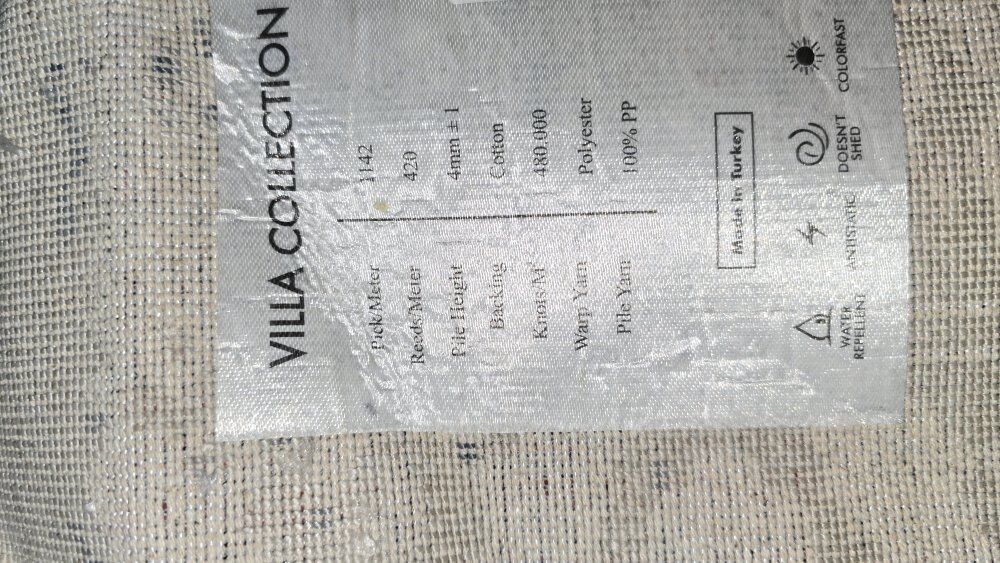 VILLA COLLECTION
Pick/Meter 1142
Reeds/Meter 420
Pile Height 4mm ± 1
Backing Cotton
Knots/M² 480.000
Warp Yarn Polyester
Pile Yarn 100% PP
Made in Turkey
WATER REPELLENT
ANTISTATIC
DOESN'T SHED
COLORFAST